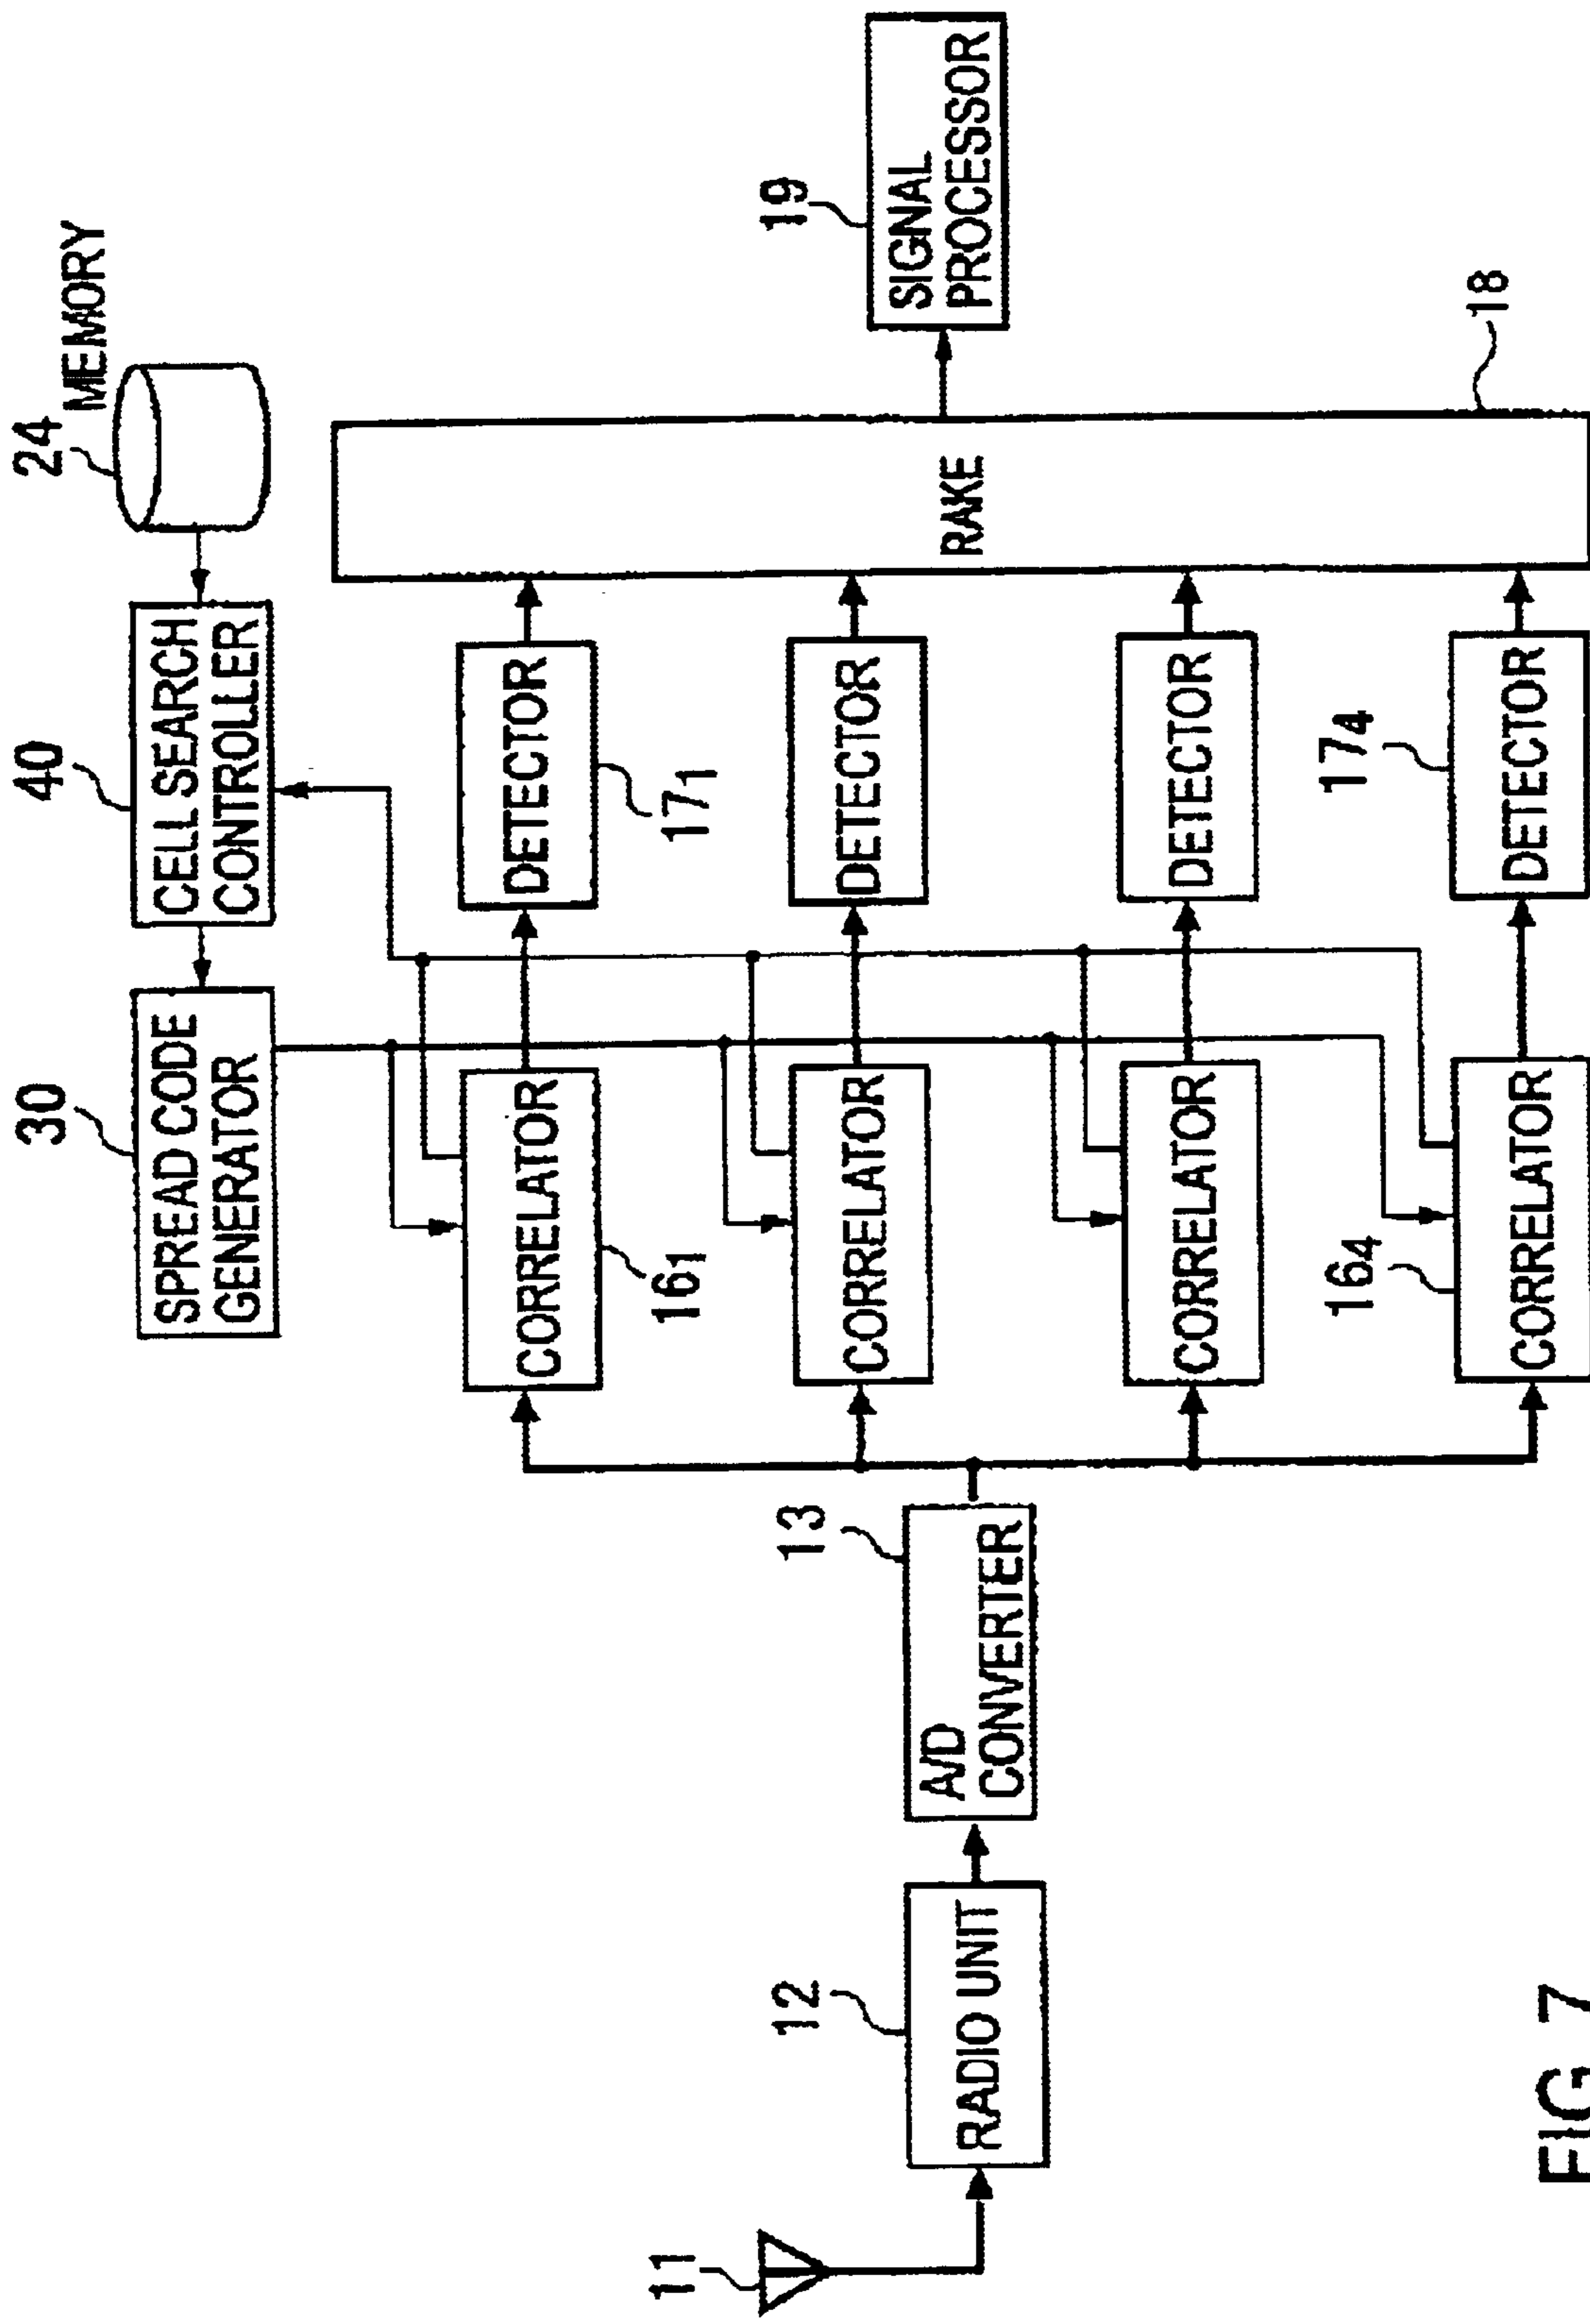 24
MEMORY
40
CELL SEARCH
CONTROLLER
30
SPREAD CODE
GENERATOR
CORRELATOR
16₁
DETECTOR
17₁
CORRELATOR
DETECTOR
CORRELATOR
DETECTOR
16₄
CORRELATOR
17₄
DETECTOR
11
12
RADIO UNIT
13
A/D
CONVERTER
RAKE
18
19
SIGNAL
PROCESSOR
FIG. 7